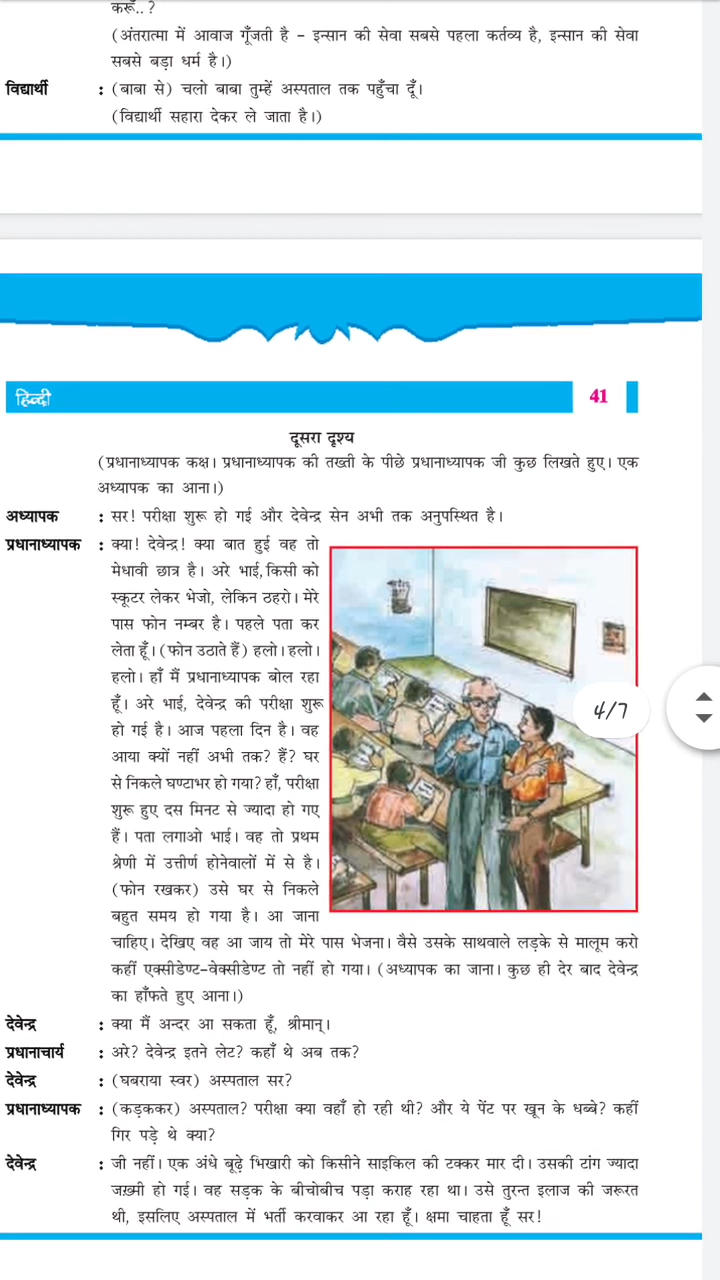 करूँ..?
(अंतरात्मा में आवाज गूँजती है – इन्सान की सेवा सबसे पहला कर्तव्य है, इन्सान की सेवा
सबसे बड़ा धर्म है।)
विद्यार्थी : (बाबा से) चलो बाबा तुम्हें अस्पताल तक पहुँचा दूँ।
(विद्यार्थी सहारा देकर ले जाता है।)
हिन्दी 41
दूसरा दृश्य
(प्रधानाध्यापक कक्ष। प्रधानाध्यापक की तख्ती के पीछे प्रधानाध्यापक जी कुछ लिखते हुए। एक
अध्यापक का आना।)
अध्यापक : सर! परीक्षा शुरू हो गई और देवेन्द्र सेन अभी तक अनुपस्थित है।
प्रधानाध्यापक : क्या! देवेन्द्र! क्या बात हुई वह तो
मेधावी छात्र है। अरे भाई, किसी को
स्कूटर लेकर भेजो, लेकिन ठहरो। मेरे
पास फोन नम्बर है। पहले पता कर
लेता हूँ। (फोन उठाते हैं) हलो। हलो।
हलो। हाँ मैं प्रधानाध्यापक बोल रहा
हूँ। अरे भाई, देवेन्द्र की परीक्षा शुरू
हो गई है। आज पहला दिन है। वह
आया क्यों नहीं अभी तक? हैं? घर
से निकले घण्टाभर हो गया? हाँ, परीक्षा
शुरू हुए दस मिनट से ज्यादा हो गए
हैं। पता लगाओ भाई। वह तो प्रथम
श्रेणी में उत्तीर्ण होनेवालों में से है।
(फोन रखकर) उसे घर से निकले
बहुत समय हो गया है। आ जाना
चाहिए। देखिए वह आ जाय तो मेरे पास भेजना। वैसे उसके साथवाले लड़के से मालूम करो
कहीं एक्सीडेण्ट-वेक्सीडेण्ट तो नहीं हो गया। (अध्यापक का जाना। कुछ ही देर बाद देवेन्द्र
का हाँफते हुए आना।)
देवेन्द्र : क्या मैं अन्दर आ सकता हूँ, श्रीमान्।
प्रधानाचार्य : अरे? देवेन्द्र इतने लेट? कहाँ थे अब तक?
देवेन्द्र : (घबराया स्वर) अस्पताल सर?
प्रधानाध्यापक : (कड़ककर) अस्पताल? परीक्षा क्या वहाँ हो रही थी? और ये पेंट पर खून के धब्बे? कहीं
गिर पड़े थे क्या?
देवेन्द्र : जी नहीं। एक अंधे बूढ़े भिखारी को किसीने साइकिल की टक्कर मार दी। उसकी टांग ज्यादा
जख़्मी हो गई। वह सड़क के बीचोबीच पड़ा कराह रहा था। उसे तुरन्त इलाज की जरूरत
थी, इसलिए अस्पताल में भर्ती करवाकर आ रहा हूँ। क्षमा चाहता हूँ सर!
4/7